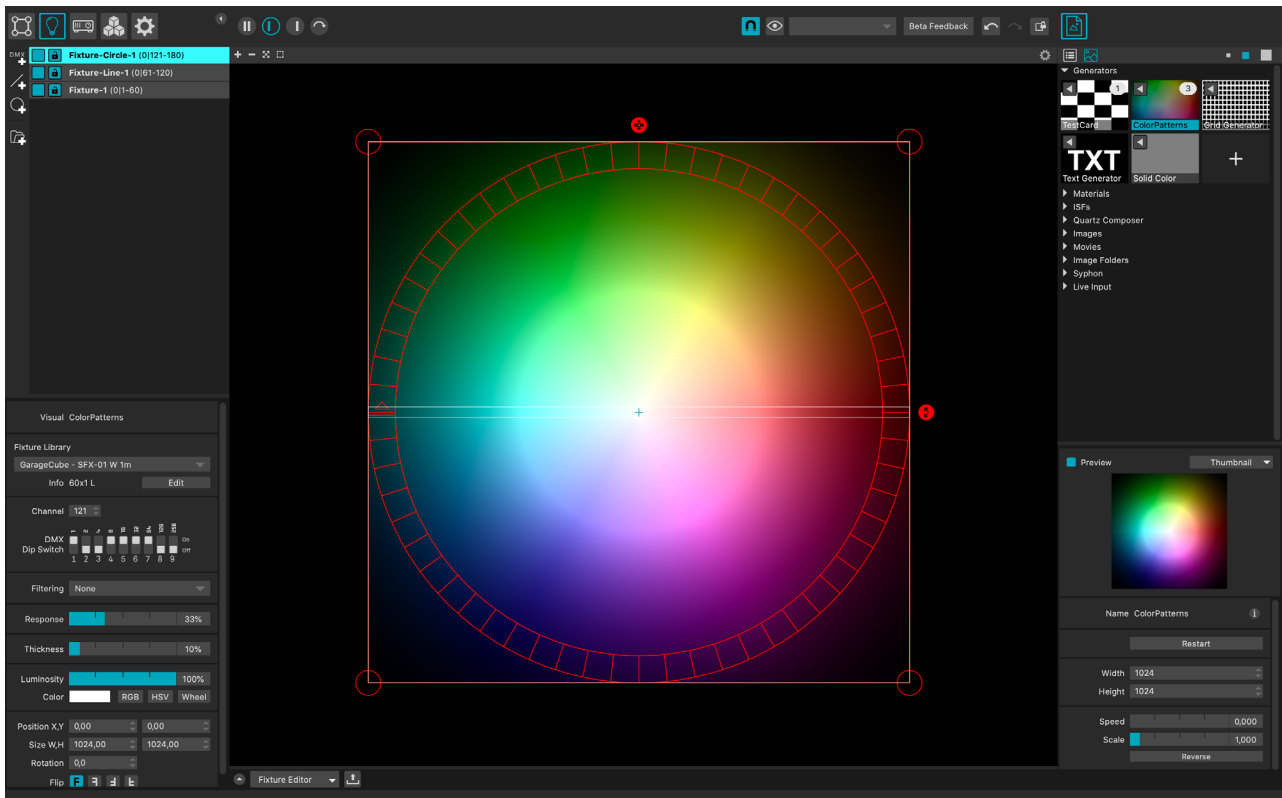 Beta Feedback
DMX
Fixture-Circle-1 (0|121-180)
Fixture-Line-1 (0|61-120)
Fixture-1 (0|1-60)
Generators
1
3
TestCard
ColorPatterns
Grid Generator
TXT
Text Generator
Solid Color
Materials
ISFs
Quartz Composer
Images
Movies
Image Folders
Syphon
Live Input
Visual ColorPatterns
Fixture Library
GarageCube - SFX-01 W 1m
Info 60x1 L
Edit
Channel 121
DMX
Dip Switch
On
Off
1 2 3 4 5 6 7 8 9
Filtering None
Response 33%
Thickness 10%
Luminosity 100%
Color RGB HSV Wheel
Position X,Y 0,00 0,00
Size W,H 1024,00 1024,00
Rotation 0,0
Flip F
Fixture Editor
Preview Thumbnail
Name ColorPatterns
Restart
Width 1024
Height 1024
Speed 0,000
Scale 1,000
Reverse